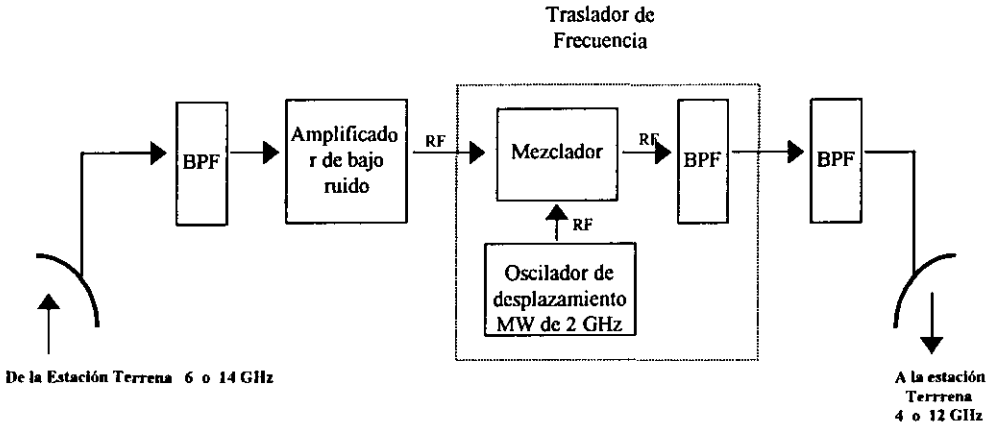 Traslador de
Frecuencia
BPF
Amplificado
r de bajo
ruido
RF
Mezclador
RF
BPF
BPF
RF
Oscilador de
desplazamiento
MW de 2 GHz
De la Estación Terrena 6 o 14 GHz
A la estación
Terrrena
4 o 12 GHz